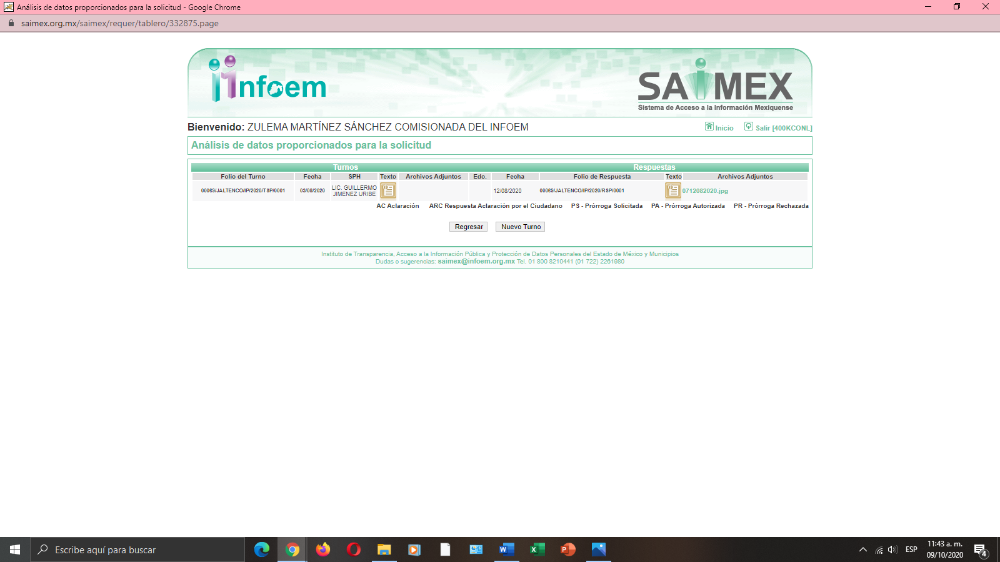 Análisis de datos proporcionados para la solicitud - Google Chrome
saimex.org.mx/saimex/requer/tablero/332875.page
infoem
SAIMEX
Sistema de Acceso a la Información Mexiquense
Bienvenido: ZULEMA MARTÍNEZ SÁNCHEZ COMISIONADA DEL INFOEM
Inicio Salir [400KCONL]
Análisis de datos proporcionados para la solicitud
Turnos Respuestas
Folio del Turno Fecha SPH Texto Archivos Adjuntos Edo. Fecha Folio de Respuesta Texto Archivos Adjuntos
00065/JALTENCO/IP/2020/TSP/0001 03/08/2020 LIC. GUILLERMO JIMENEZ URIBE 12/08/2020 00065/JALTENCO/IP/2020/RSP/0001 0712082020.jpg
AC Aclaración ARC Respuesta Aclaración por el Ciudadano PS - Prórroga Solicitada PA - Prórroga Autorizada PR - Prórroga Rechazada
Regresar Nuevo Turno
Instituto de Transparencia, Acceso a la Información Pública y Protección de Datos Personales del Estado de México y Municipios
Dudas o sugerencias: saimex@infoem.org.mx Tel. 01 800 8210441 (01 722) 2261980
Escribe aquí para buscar
ESP
11:43 a. m.
09/10/2020
4